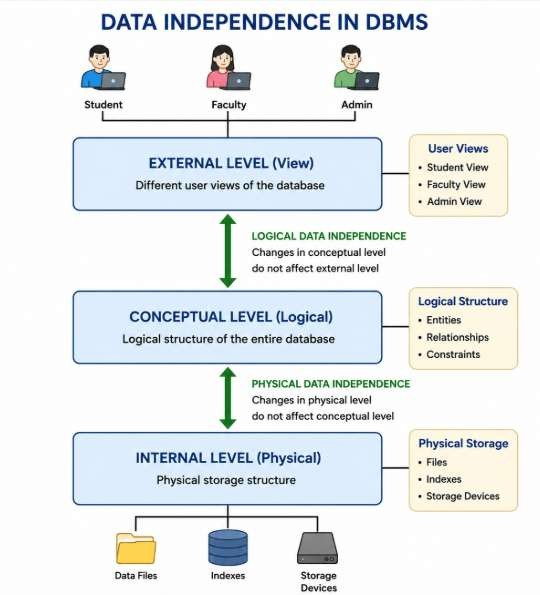 DATA INDEPENDENCE IN DBMS
Student
Faculty
Admin
EXTERNAL LEVEL (View)
Different user views of the database
User Views
• Student View
• Faculty View
• Admin View
LOGICAL DATA INDEPENDENCE
Changes in conceptual level
do not affect external level
CONCEPTUAL LEVEL (Logical)
Logical structure of the entire database
Logical Structure
• Entities
• Relationships
• Constraints
PHYSICAL DATA INDEPENDENCE
Changes in physical level
do not affect conceptual level
INTERNAL LEVEL (Physical)
Physical storage structure
Physical Storage
• Files
• Indexes
• Storage Devices
Data Files
Indexes
Storage
Devices